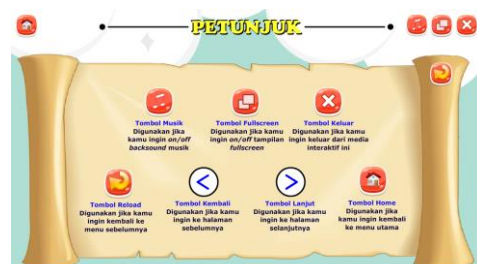 PETUNJUK
Tombol Musik
Digunakan jika
kamu ingin on/off
backsound musik
Tombol Fullscreen
Digunakan jika kamu
ingin on/off tampilan
fullscreen
Tombol Keluar
Digunakan jika kamu
ingin keluar dari media
interaktif ini
Tombol Reload
Digunakan jika kamu
ingin kembali ke
menu sebelumnya
Tombol Kembali
Digunakan jika kamu
ingin ke halaman
sebelumnya
Tombol Lanjut
Digunakan jika kamu
ingin ke halaman
selanjutnya
Tombol Home
Digunakan jika
kamu ingin kembali
ke menu utama